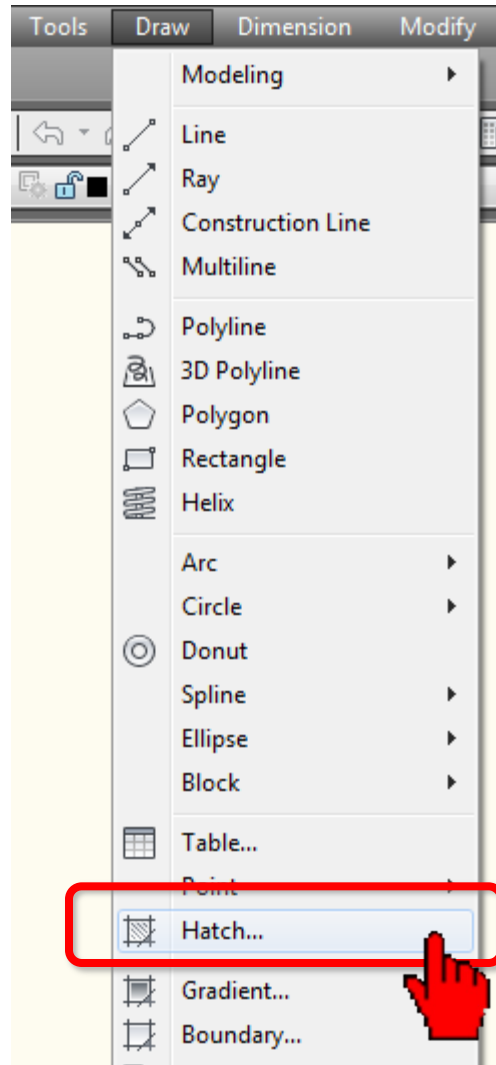 Tools Draw Dimension Modify
Modeling
Line
Ray
Construction Line
Multiline
Polyline
3D Polyline
Polygon
Rectangle
Helix
Arc
Circle
Donut
Spline
Ellipse
Block
Table...
Point
Hatch...
Gradient...
Boundary...